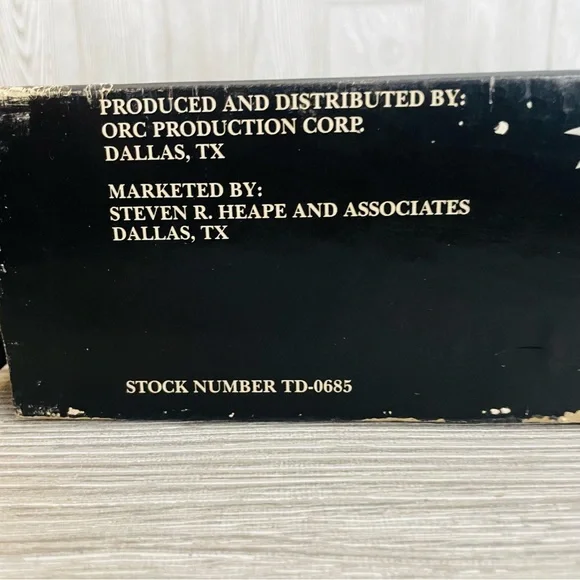 PRODUCED AND DISTRIBUTED BY:
ORC PRODUCTION CORP.
DALLAS, TX
MARKETED BY:
STEVEN R. HEAPE AND ASSOCIATES
DALLAS, TX
STOCK NUMBER TD-0685